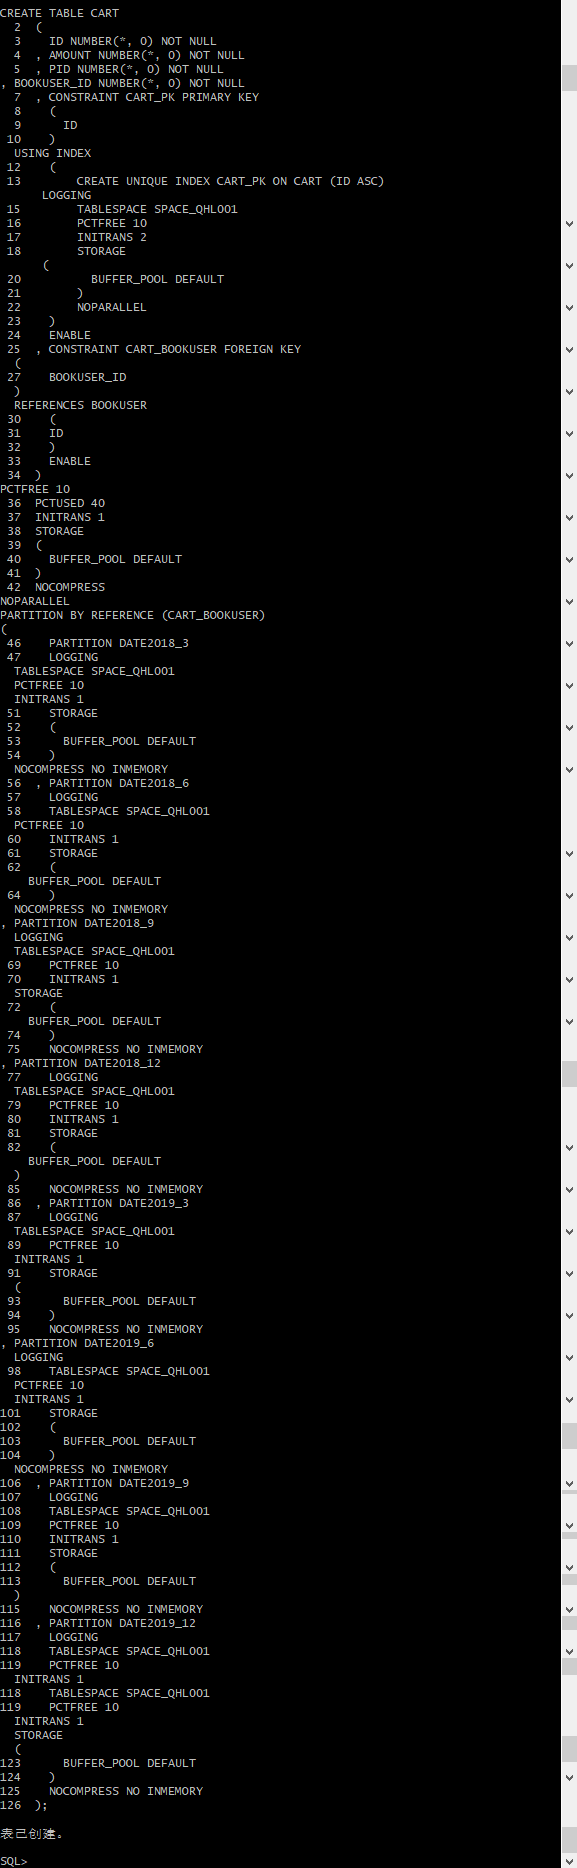 CREATE TABLE CART
  2  (
  3    ID NUMBER(*, 0) NOT NULL
  4  , AMOUNT NUMBER(*, 0) NOT NULL
  5  , PID NUMBER(*, 0) NOT NULL
, BOOKUSER_ID NUMBER(*, 0) NOT NULL
  7  , CONSTRAINT CART_PK PRIMARY KEY
  8    (
  9      ID
 10    )
  USING INDEX
 12    (
 13        CREATE UNIQUE INDEX CART_PK ON CART (ID ASC)
      LOGGING
 15        TABLESPACE SPACE_QHL001
 16        PCTFREE 10
 17        INITRANS 2
 18        STORAGE
      (
 20          BUFFER_POOL DEFAULT
 21        )
 22        NOPARALLEL
 23    )
 24    ENABLE
 25  , CONSTRAINT CART_BOOKUSER FOREIGN KEY
  (
 27    BOOKUSER_ID
  )
  REFERENCES BOOKUSER
 30    (
 31    ID
 32    )
 33    ENABLE
 34  )
PCTFREE 10
 36  PCTUSED 40
 37  INITRANS 1
 38  STORAGE
 39  (
 40    BUFFER_POOL DEFAULT
 41  )
 42  NOCOMPRESS
NOPARALLEL
PARTITION BY REFERENCE (CART_BOOKUSER)
(
 46    PARTITION DATE2018_3
 47    LOGGING
  TABLESPACE SPACE_QHL001
  PCTFREE 10
  INITRANS 1
 51    STORAGE
 52    (
 53      BUFFER_POOL DEFAULT
 54    )
  NOCOMPRESS NO INMEMORY
 56  , PARTITION DATE2018_6
 57    LOGGING
 58    TABLESPACE SPACE_QHL001
  PCTFREE 10
 60    INITRANS 1
 61    STORAGE
 62    (
    BUFFER_POOL DEFAULT
 64    )
  NOCOMPRESS NO INMEMORY
, PARTITION DATE2018_9
  LOGGING
  TABLESPACE SPACE_QHL001
 69    PCTFREE 10
 70    INITRANS 1
  STORAGE
 72    (
    BUFFER_POOL DEFAULT
 74    )
 75    NOCOMPRESS NO INMEMORY
, PARTITION DATE2018_12
 77    LOGGING
  TABLESPACE SPACE_QHL001
 79    PCTFREE 10
 80    INITRANS 1
 81    STORAGE
 82    (
    BUFFER_POOL DEFAULT
  )
 85    NOCOMPRESS NO INMEMORY
 86  , PARTITION DATE2019_3
 87    LOGGING
  TABLESPACE SPACE_QHL001
 89    PCTFREE 10
  INITRANS 1
 91    STORAGE
  (
 93      BUFFER_POOL DEFAULT
 94    )
 95    NOCOMPRESS NO INMEMORY
, PARTITION DATE2019_6
  LOGGING
 98    TABLESPACE SPACE_QHL001
  PCTFREE 10
  INITRANS 1
101    STORAGE
102    (
103      BUFFER_POOL DEFAULT
104    )
  NOCOMPRESS NO INMEMORY
106  , PARTITION DATE2019_9
107    LOGGING
108    TABLESPACE SPACE_QHL001
109    PCTFREE 10
110    INITRANS 1
111    STORAGE
112    (
113      BUFFER_POOL DEFAULT
  )
115    NOCOMPRESS NO INMEMORY
116  , PARTITION DATE2019_12
117    LOGGING
118    TABLESPACE SPACE_QHL001
119    PCTFREE 10
  INITRANS 1
118    TABLESPACE SPACE_QHL001
119    PCTFREE 10
  INITRANS 1
  STORAGE
  (
123      BUFFER_POOL DEFAULT
124    )
125    NOCOMPRESS NO INMEMORY
126  );
表已创建。
SQL>